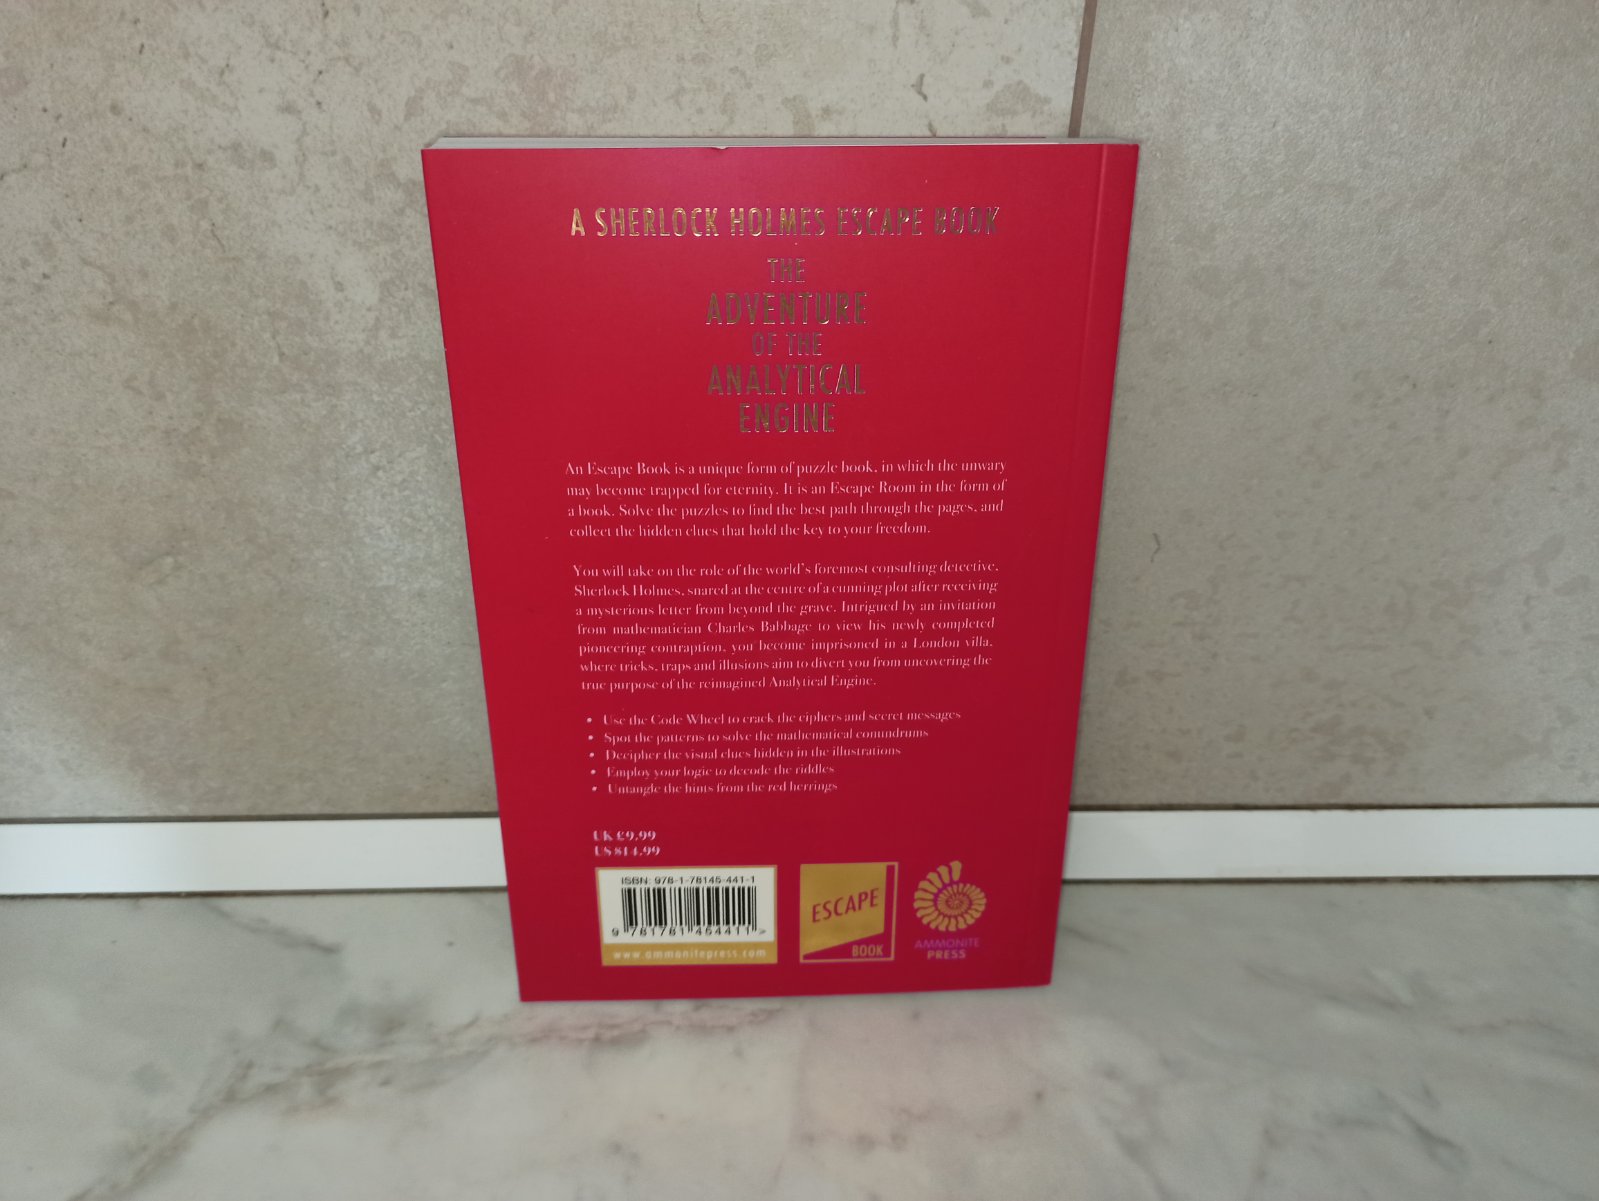 A SHERLOCK HOLMES ESCAPE BOOK
THE
ADVENTURE
OF THE
ANALYTICAL
ENGINE
An Escape Book is a unique form of puzzle book, in which the unwary
may become trapped for eternity. It is an Escape Room in the form of
a book. Solve the puzzles to find the best path through the pages, and
collect the hidden clues that hold the key to your freedom.
You will take on the role of the world's foremost consulting detective,
Sherlock Holmes, snared at the centre of a cunning plot after receiving
a mysterious letter from beyond the grave. Intrigued by an invitation
from mathematician Charles Babbage to view his newly completed
pioneering contraption, you become imprisoned in a London villa,
where tricks, traps and illusions aim to divert you from uncovering the
true purpose of the reimagined Analytical Engine.
• Use the Code Wheel to crack the ciphers and secret messages
• Spot the patterns to solve the mathematical conundrums
• Decipher the visual clues hidden in the illustrations
• Employ your logic to decode the riddles
• Untangle the hints from the red herrings
UK £9.99
US $14.99
ISBN: 978-1-78145-441-1
9 781781 454411 >
www.ammonitepress.com
ESCAPE
BOOK
AMMONITE
PRESS